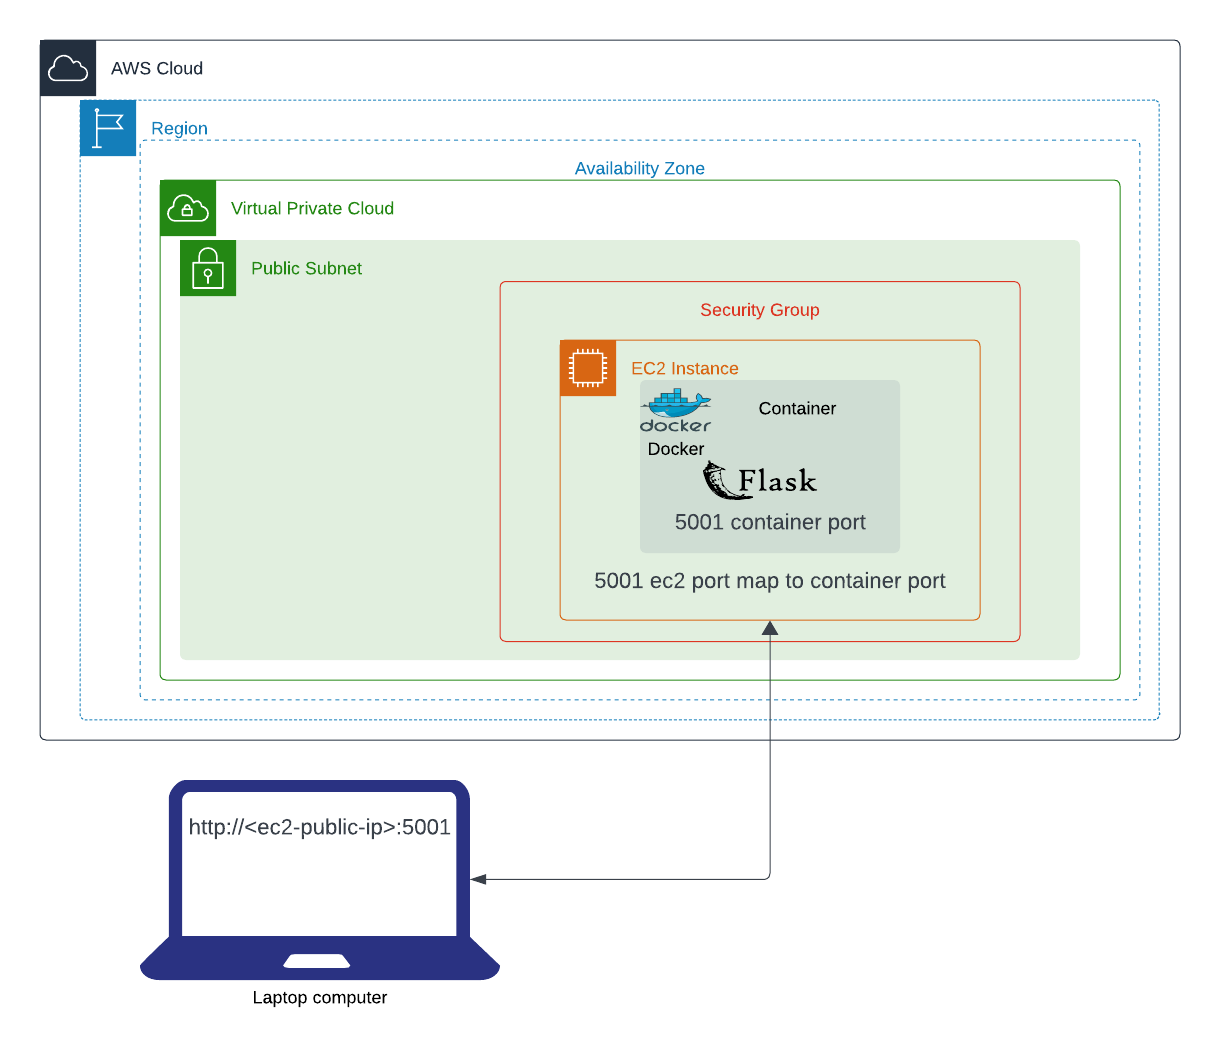 AWS Cloud
Region
Availability Zone
Virtual Private Cloud
Public Subnet
Security Group
EC2 Instance
Container
docker
Docker
Flask
5001 container port
5001 ec2 port map to container port
http://<ec2-public-ip>:5001
Laptop computer